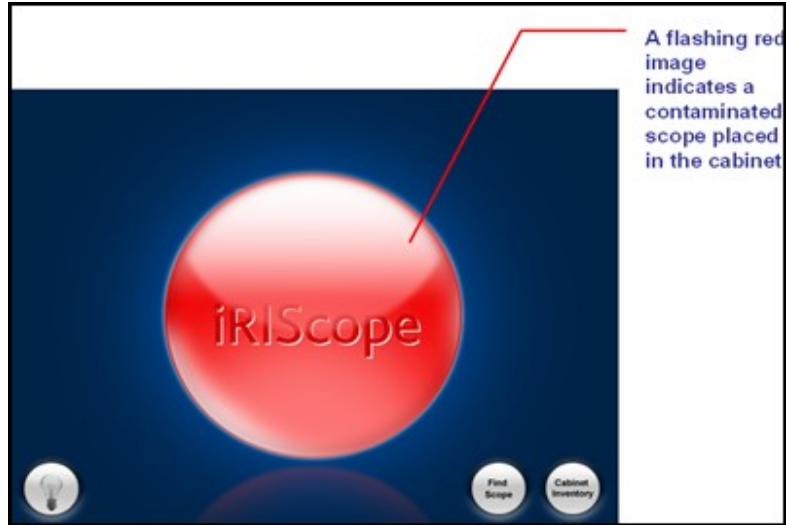 A flashing red
image
indicates a
contaminated
scope placed
in the cabinet
iRIScope
Find
Scope
Cabinet
Inventory